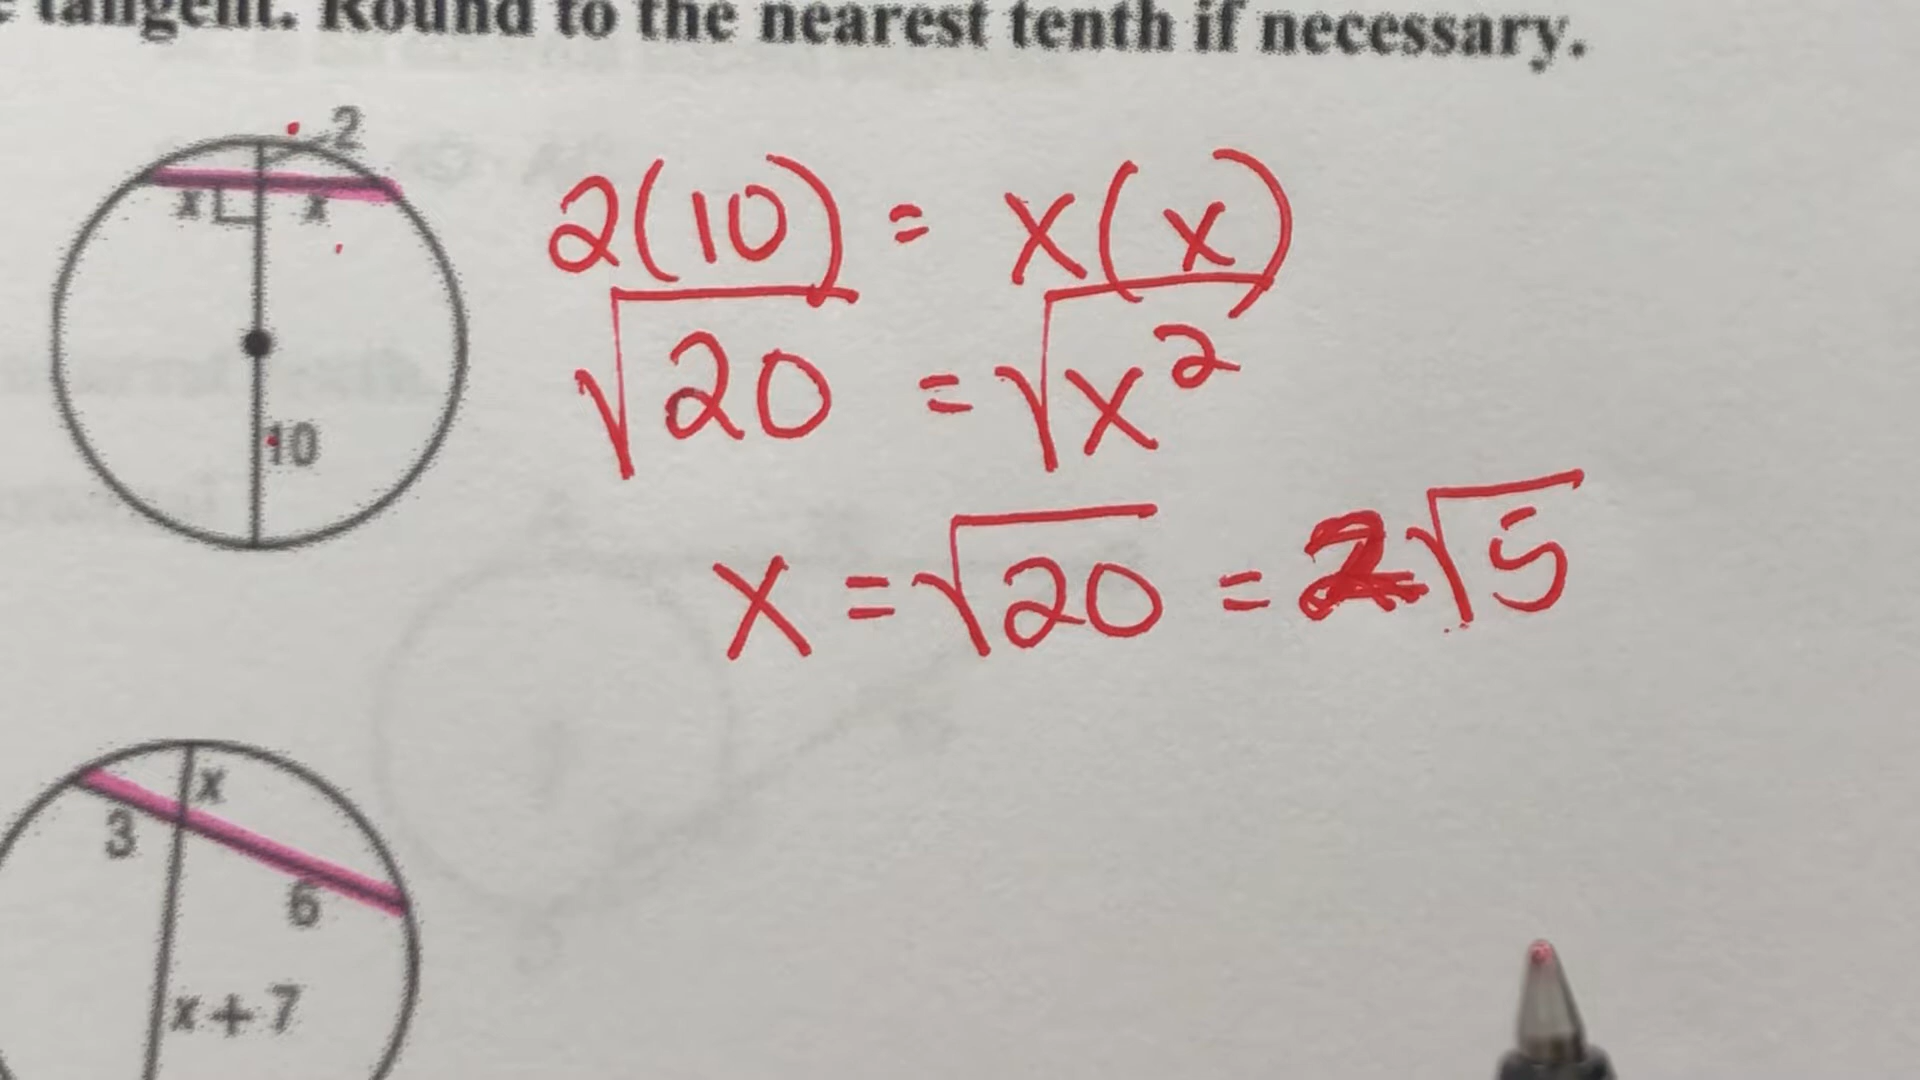 tangent. Round to the nearest tenth if necessary.
2
x x
10
2(10) = x(x)
√20 = √x²
x = √20 = 2√5
x
3
6
x + 7